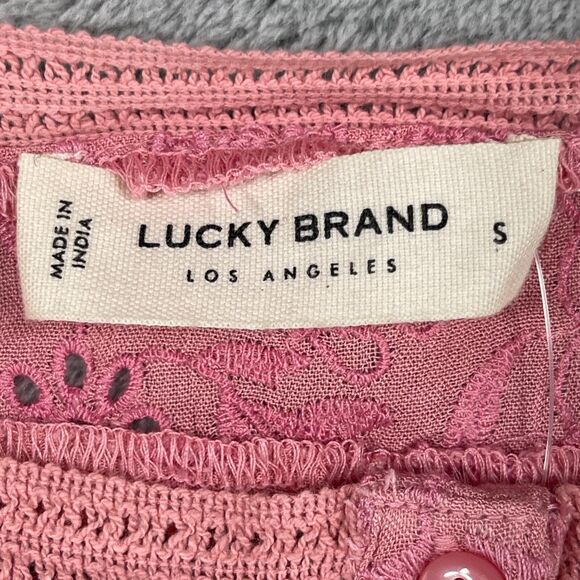 MADE IN
INDIA
LUCKY BRAND
LOS ANGELES
S